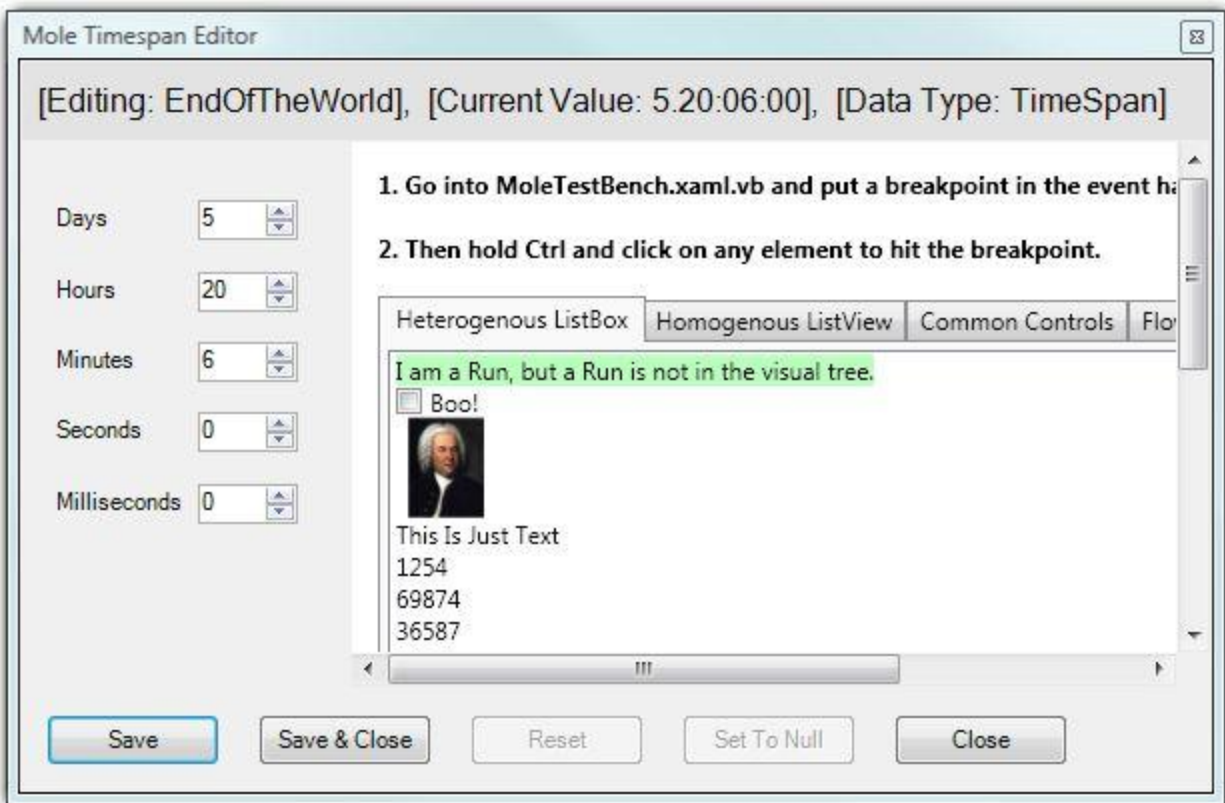 Mole Timespan Editor
[Editing: EndOfTheWorld], [Current Value: 5.20:06:00], [Data Type: TimeSpan]
1. Go into MoleTestBench.xaml.vb and put a breakpoint in the event
Days 5
2. Then hold Ctrl and click on any element to hit the breakpoint.
Hours 20
Heterogenous ListBox Homogenous ListView Common Controls
Minutes 6
I am a Run, but a Run is not in the visual tree.
Boo!
Seconds 0
Milliseconds 0
This Is Just Text
1254
69874
36587
Save Save & Close Reset Set To Null Close